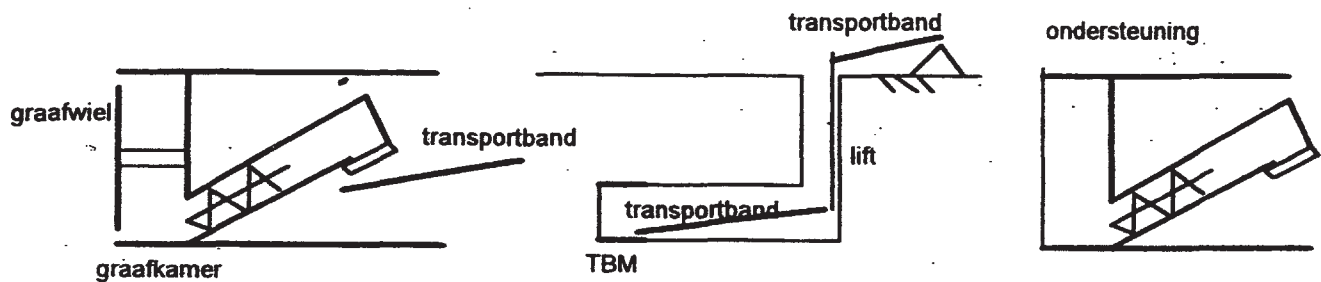 transportband
ondersteuning
graafwiel
transportband
lift
transportband
graafkamer
TBM